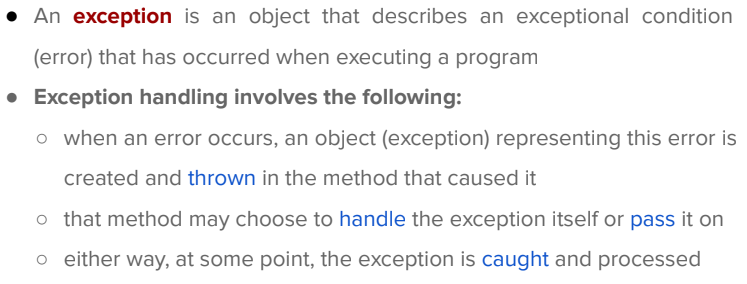 ● An exception is an object that describes an exceptional condition
(error) that has occurred when executing a program
● Exception handling involves the following:
○ when an error occurs, an object (exception) representing this error is
created and thrown in the method that caused it
○ that method may choose to handle the exception itself or pass it on
○ either way, at some point, the exception is caught and processed